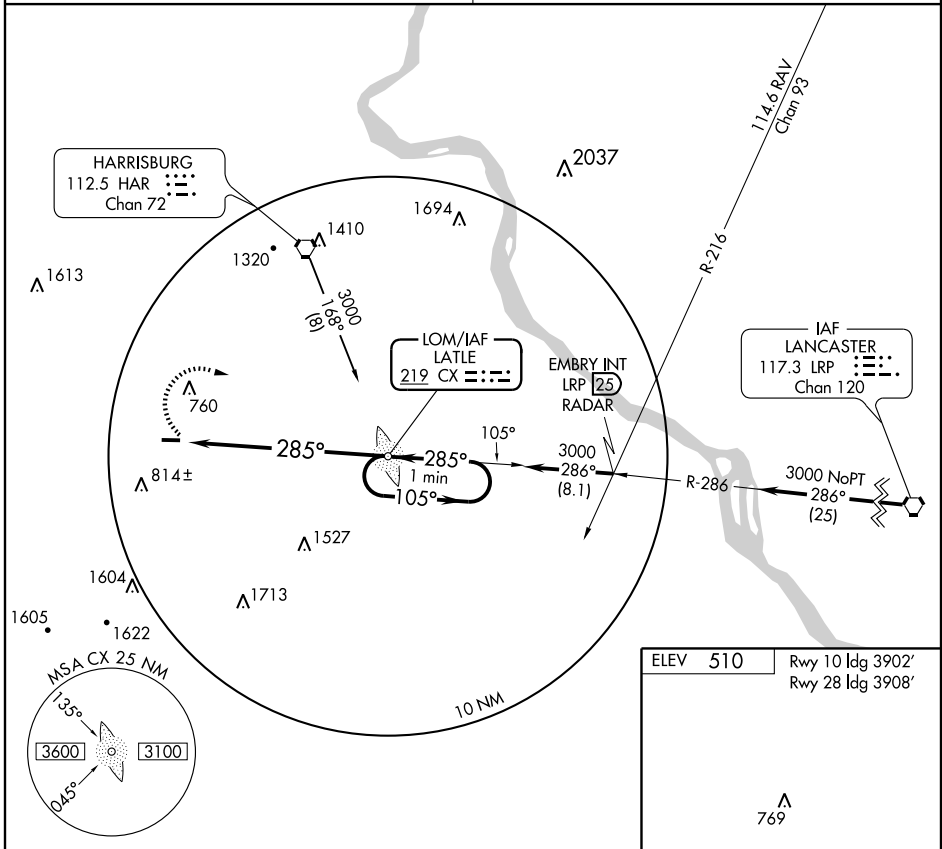 114.6 RAV
Chan 93
R-216
2037
HARRISBURG
112.5 HAR
Chan 72
1694
1410
1320
1613
3000
168°
(8)
LOM/IAF
LATLE
219 CX
EMBRY INT
LRP 25
RADAR
IAF
LANCASTER
117.3 LRP
Chan 120
760
285°
285°
1 min
105°
105°
3000
286°
(8.1)
R-286
3000 NoPT
286°
(25)
814±
1527
1604
1713
1605
1622
MSA CX 25 NM
135°
3600
3100
045°
10 NM
ELEV 510
Rwy 10 ldg 3902'
Rwy 28 ldg 3908'
769